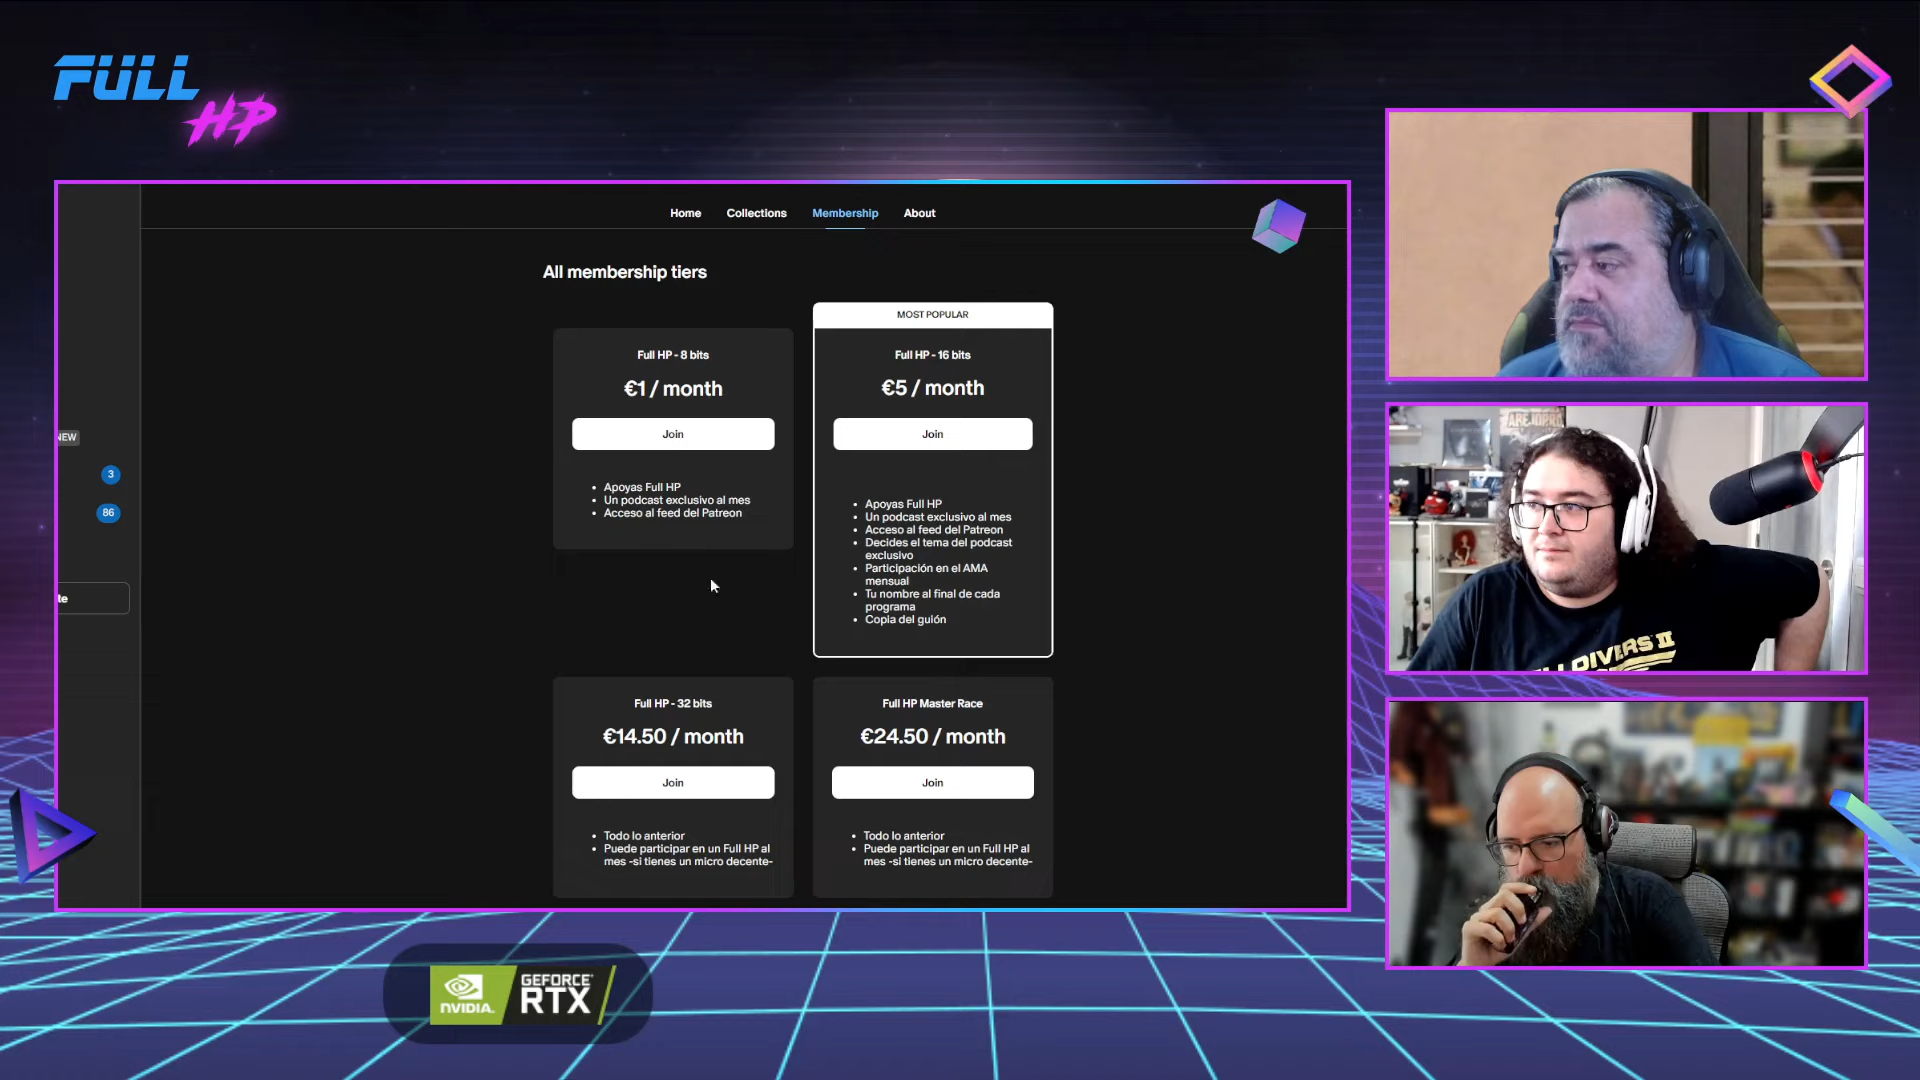 FULL
HP
Home
Collections
Membership
About
All membership tiers
NEW
3
86
te
Full HP - 8 bits
€1 / month
Join
• Apoyas Full HP
• Un podcast exclusivo al mes
• Acceso al feed del Patreon
MOST POPULAR
Full HP - 16 bits
€5 / month
Join
• Apoyas Full HP
• Un podcast exclusivo al mes
• Acceso al feed del Patreon
• Decides el tema del podcast
exclusivo
• Participación en el AMA
mensual
• Tu nombre al final de cada
programa
• Copia del guión
Full HP - 32 bits
€14.50 / month
Join
• Todo lo anterior
• Puede participar en un Full HP al
mes -si tienes un micro decente-
Full HP Master Race
€24.50 / month
Join
• Todo lo anterior
• Puede participar en un Full HP al
mes -si tienes un micro decente-
NVIDIA.
GEFORCE
RTX